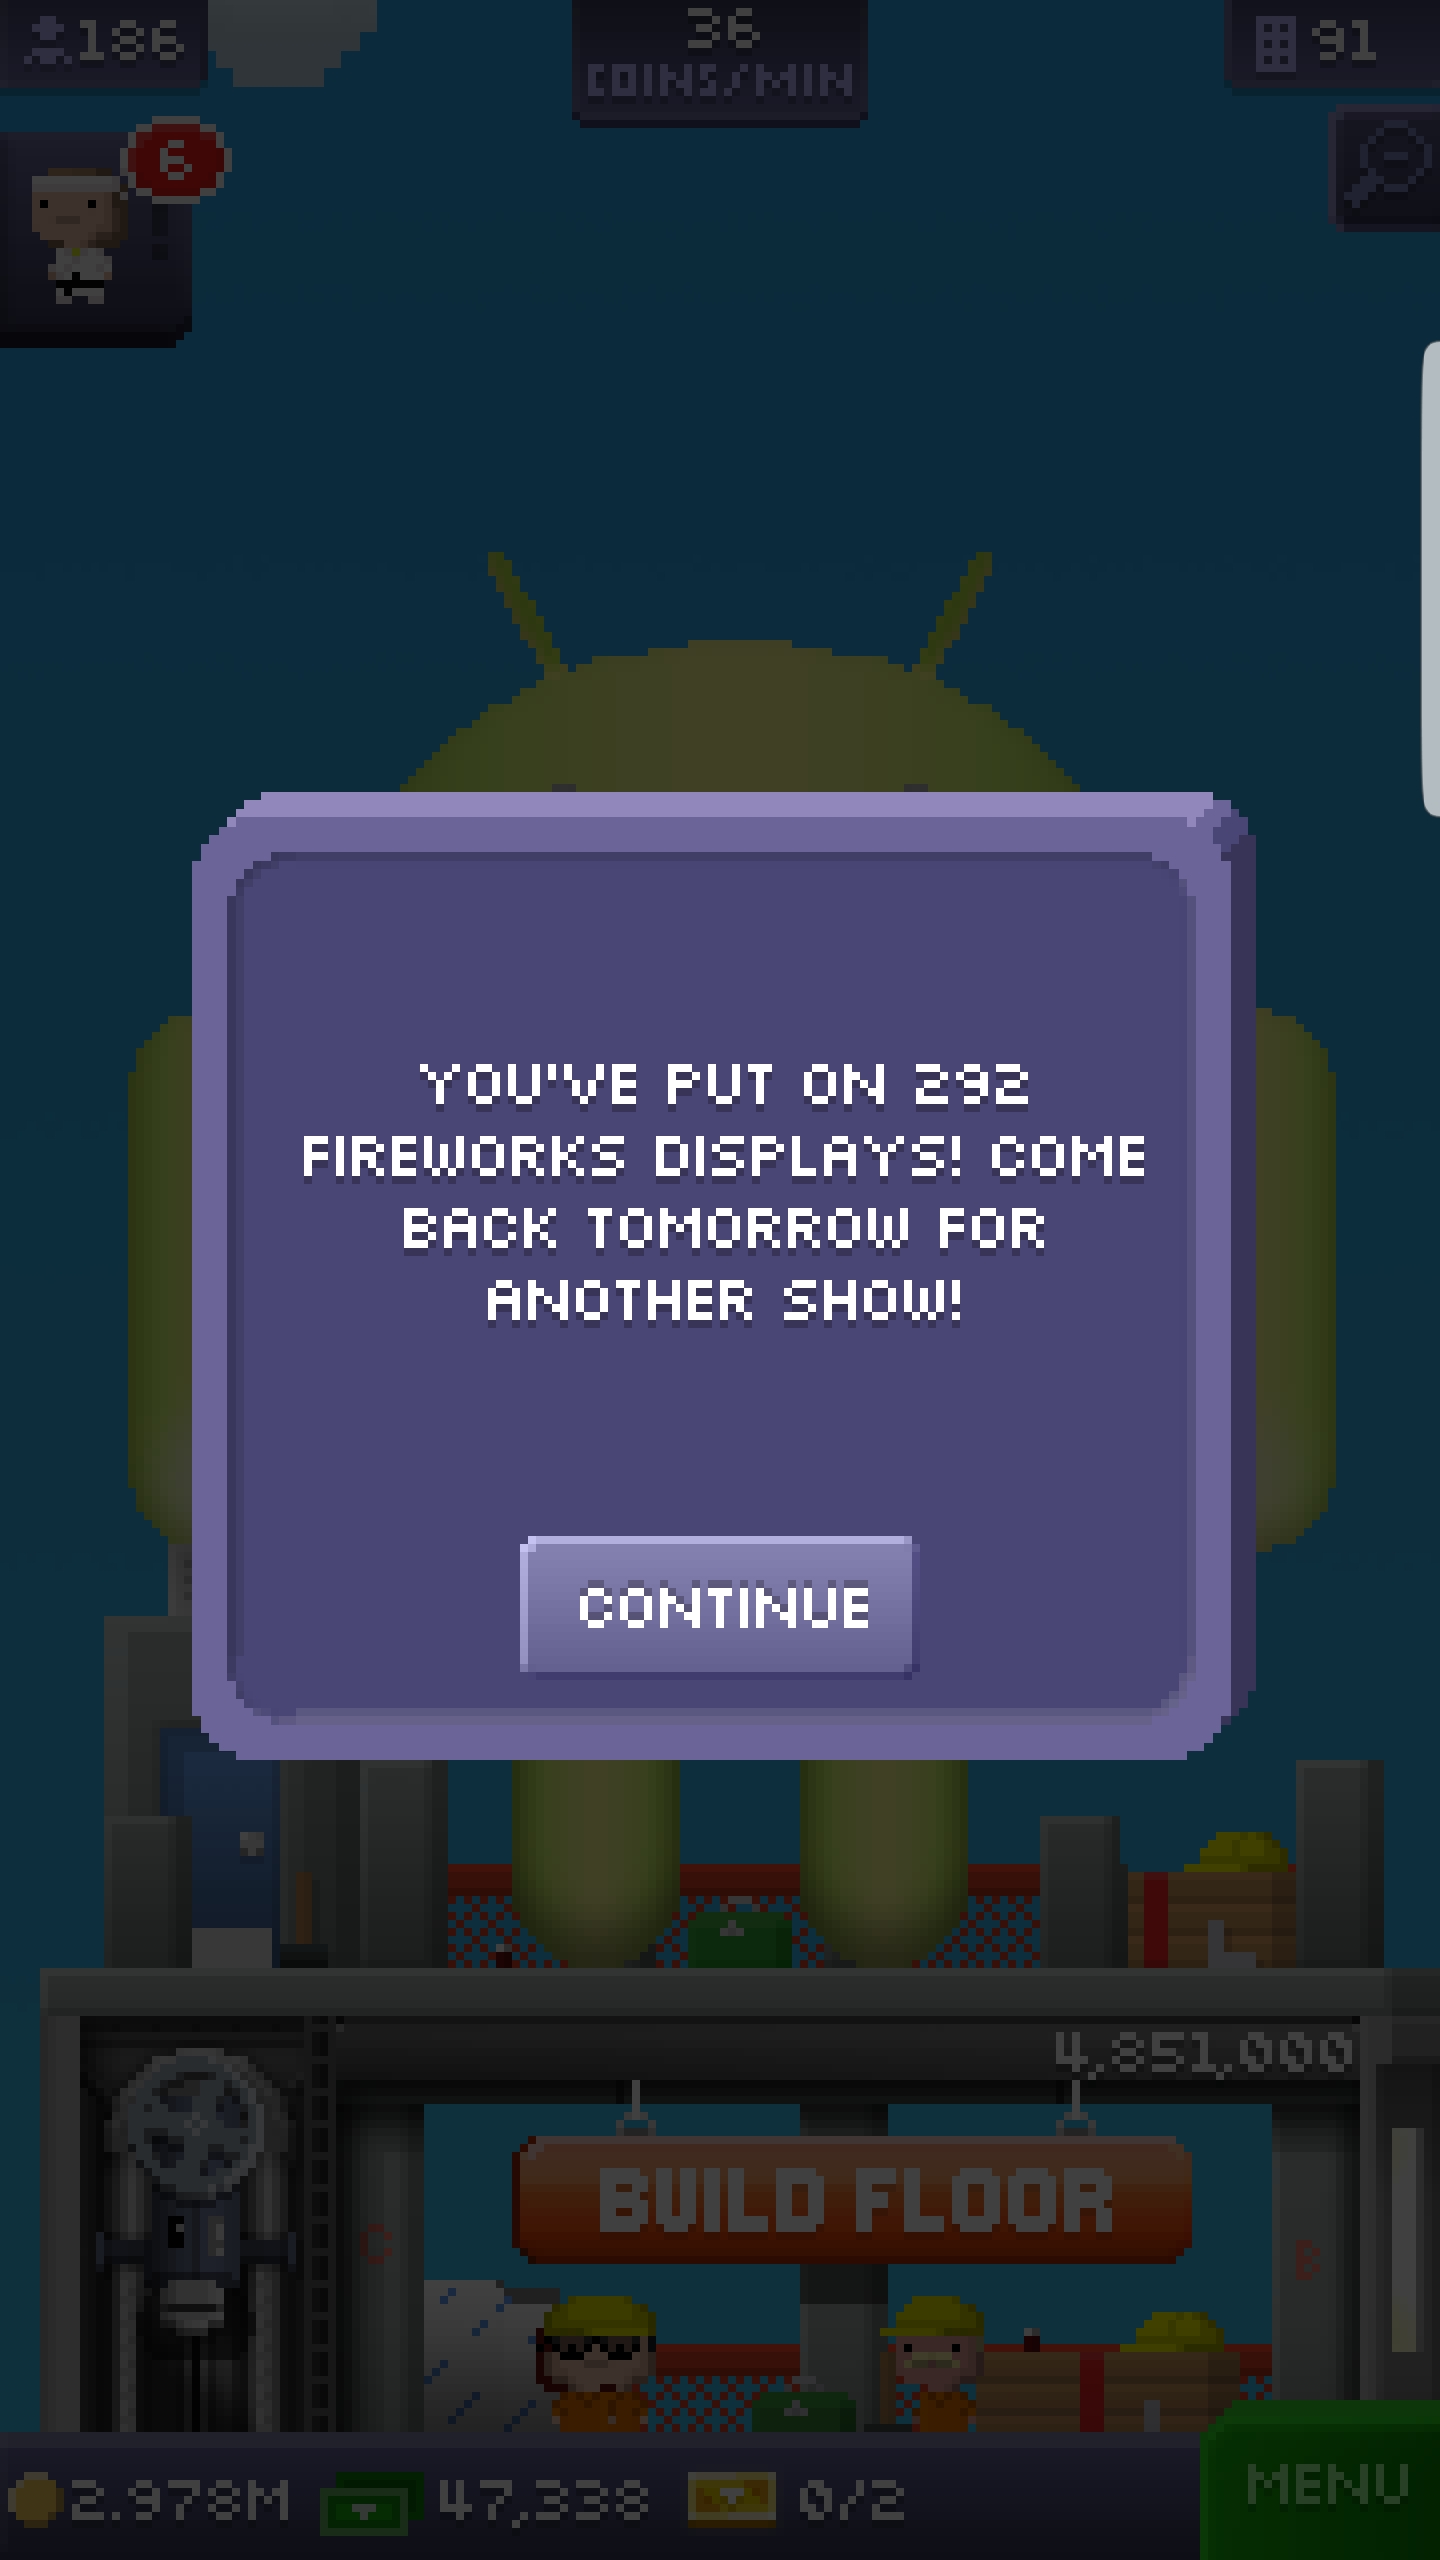 186
36
COINS/MIN
91
6
YOU'VE PUT ON 292
FIREWORKS DISPLAYS! COME
BACK TOMORROW FOR
ANOTHER SHOW!
CONTINUE
4,851,000
BUILD FLOOR
C
B
2.978M
47,338
0/2
MENU